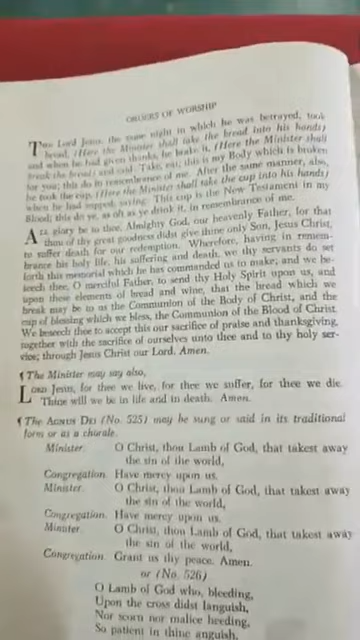 ORDERS OF WORSHIP
THE Lord Jesus, the same night in which he was betrayed, took
bread, (Here the Minister shall take the bread into his hands)
and when he had given thanks, he brake it, (Here the Minister shall
break the bread) and said, Take, eat; this is my Body which is broken
for you; this do in remembrance of me. After the same manner, also,
he took the cup, (Here the Minister shall take the cup into his hands)
when he had supped, saying, This cup is the New Testament in my
Blood; this do ye, as oft as ye drink it, in remembrance of me.
ALL glory be to thee, Almighty God, our heavenly Father, for that
thou of thy great goodness didst give thine only Son, Jesus Christ,
to suffer death for our redemption. Wherefore, having in remem-
brance his holy life, his suffering and death, we thy servants do set
forth this memorial which he has commanded us to make; and we be-
seech thee, O merciful Father, to send thy Holy Spirit upon us, and
upon these elements of bread and wine, that the bread which we
break may be to us the Communion of the Body of Christ, and the
cup of blessing which we bless, the Communion of the Blood of Christ.
We beseech thee to accept this our sacrifice of praise and thanksgiving,
together with the sacrifice of ourselves unto thee and to thy holy ser-
vice; through Jesus Christ our Lord. Amen.
¶ The Minister may say also,
LORD Jesus, for thee we live, for thee we suffer, for thee we die.
Thine will we be in life and in death. Amen.
¶ The AGNUS DEI (No. 525) may be sung or said in its traditional
form or as a chorale.
Minister. O Christ, thou Lamb of God, that takest away
the sin of the world,
Congregation. Have mercy upon us.
Minister. O Christ, thou Lamb of God, that takest away
the sin of the world,
Congregation. Have mercy upon us.
Minister. O Christ, thou Lamb of God, that takest away
the sin of the world,
Congregation. Grant us thy peace. Amen.
or (No. 526)
O Lamb of God who, bleeding,
Upon the cross didst languish,
Nor scorn nor malice heeding,
So patient in thine anguish,